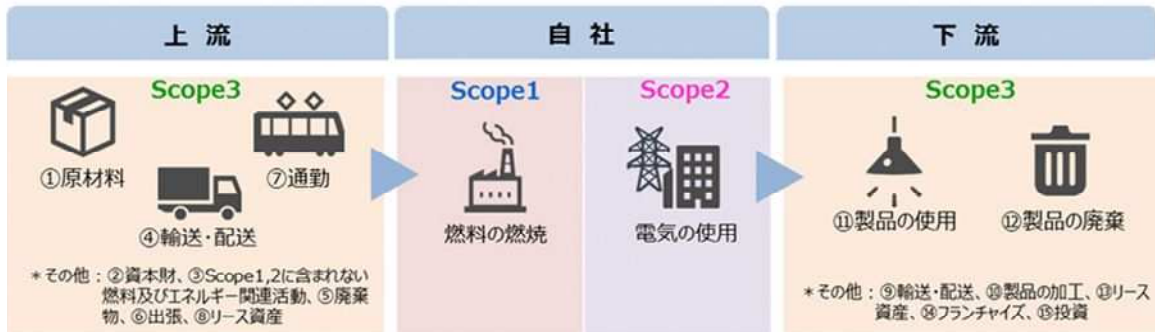 上 流
自 社
下 流
Scope3
①原材料
⑦通勤
④輸送・配送
＊その他：②資本財、③Scope1,2に含まれない
燃料及びエネルギー関連活動、⑤廃棄
物、⑥出張、⑧リース資産
Scope1
燃料の燃焼
Scope2
電気の使用
Scope3
⑪製品の使用
⑫製品の廃棄
＊その他：⑨輸送・配送、⑩製品の加工、⑬リース
資産、⑭フランチャイズ、⑮投資